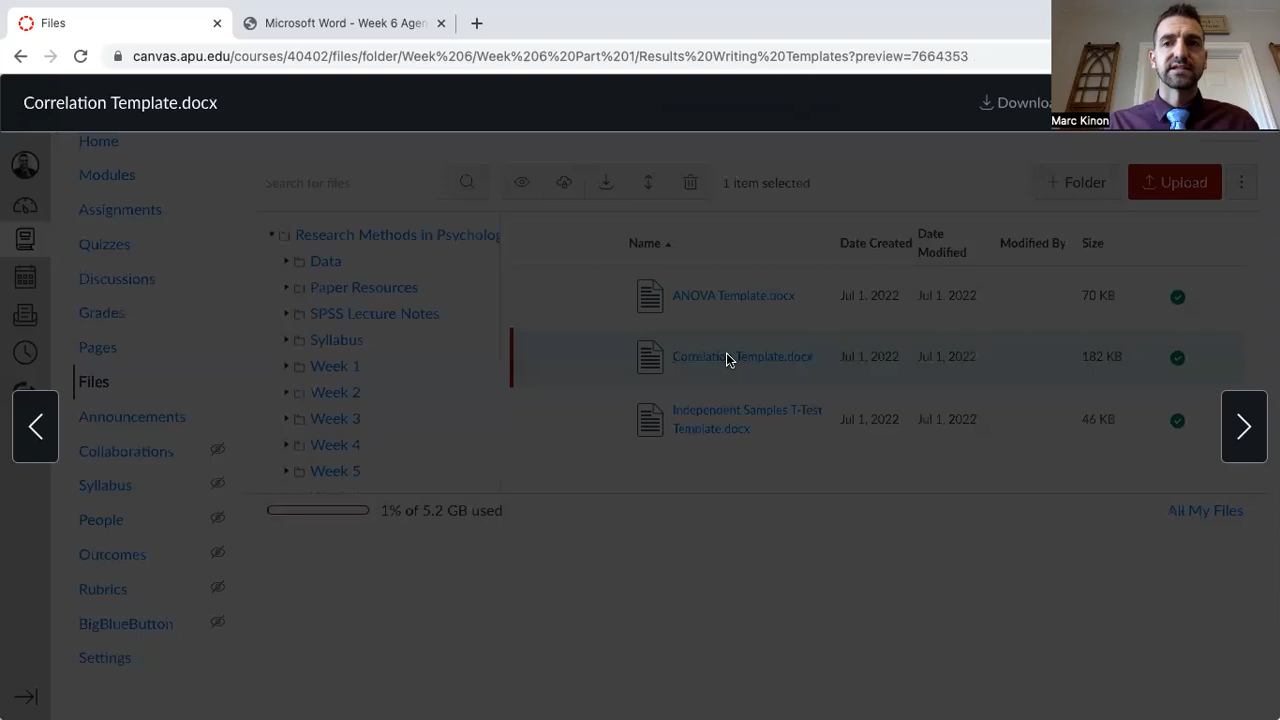 Files
Microsoft Word - Week 6 Agen
canvas.apu.edu/courses/40402/files/folder/Week%206/Week%206%20Part%201/Results%20Writing%20Templates?preview=7664353
Correlation Template.docx
Downlo
Marc Kinon
Home
Modules
Assignments
Quizzes
Discussions
Grades
Pages
Files
Announcements
Collaborations
Syllabus
People
Outcomes
Rubrics
BigBlueButton
Settings
Search for files
1 item selected
+ Folder
Upload
Research Methods in Psycholog
Data
Paper Resources
SPSS Lecture Notes
Syllabus
Week 1
Week 2
Week 3
Week 4
Week 5
Name
Date Created
Date Modified
Modified By
Size
ANOVA Template.docx
Jul 1, 2022
Jul 1, 2022
70 KB
Correlation Template.docx
Jul 1, 2022
Jul 1, 2022
182 KB
Independent Samples T-Test
Template.docx
Jul 1, 2022
Jul 1, 2022
46 KB
1% of 5.2 GB used
All My Files